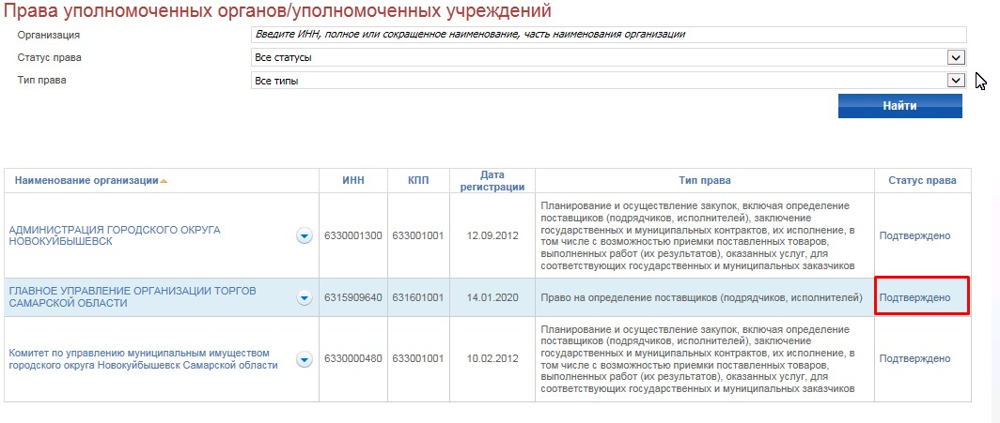 Права уполномоченных органов/уполномоченных учреждений
Организация
Введите ИНН, полное или сокращенное наименование, часть наименования организации
Статус права
Все статусы
Тип права
Все типы
Найти
Наименование организации
ИНН
КПП
Дата
регистрации
Тип права
Статус права
АДМИНИСТРАЦИЯ ГОРОДСКОГО ОКРУГА
НОВОКУЙБЫШЕВСК
6330001300
633001001
12.09.2012
Планирование и осуществление закупок, включая определение
поставщиков (подрядчиков, исполнителей), заключение
государственных и муниципальных контрактов, их исполнение, в
том числе с возможностью приемки поставленных товаров,
выполненных работ (их результатов), оказанных услуг, для
соответствующих государственных и муниципальных заказчиков
Подтверждено
ГЛАВНОЕ УПРАВЛЕНИЕ ОРГАНИЗАЦИИ ТОРГОВ
САМАРСКОЙ ОБЛАСТИ
6315909640
631601001
14.01.2020
Право на определение поставщиков (подрядчиков, исполнителей)
Подтверждено
Комитет по управлению муниципальным имуществом
городского округа Новокуйбышевск Самарской области
6330000480
633001001
10.02.2012
Планирование и осуществление закупок, включая определение
поставщиков (подрядчиков, исполнителей), заключение
государственных и муниципальных контрактов, их исполнение, в
том числе с возможностью приемки поставленных товаров,
выполненных работ (их результатов), оказанных услуг, для
соответствующих государственных и муниципальных заказчиков
Подтверждено